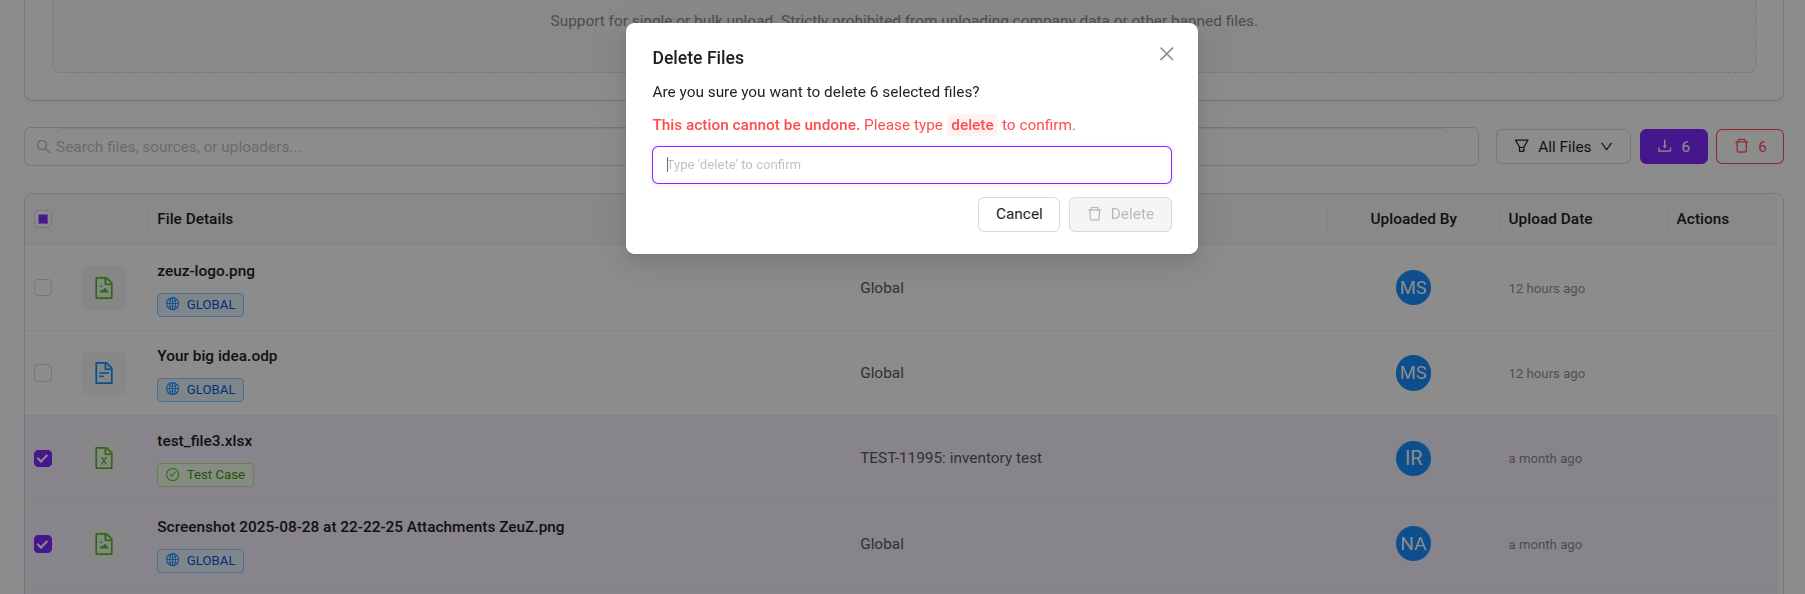 Support for single or bulk upload. Strictly prohibited from uploading company data or other banned files.
Delete Files
Are you sure you want to delete 6 selected files?
This action cannot be undone. Please type delete to confirm.
Type 'delete' to confirm
Cancel
Delete
Search files, sources, or uploaders...
All Files
6
6
File Details
Uploaded By
Upload Date
Actions
zeuz-logo.png
GLOBAL
Global
MS
12 hours ago
Your big idea.odp
GLOBAL
Global
MS
12 hours ago
test_file3.xlsx
Test Case
TEST-11995: inventory test
IR
a month ago
Screenshot 2025-08-28 at 22-22-25 Attachments ZeuZ.png
GLOBAL
Global
NA
a month ago